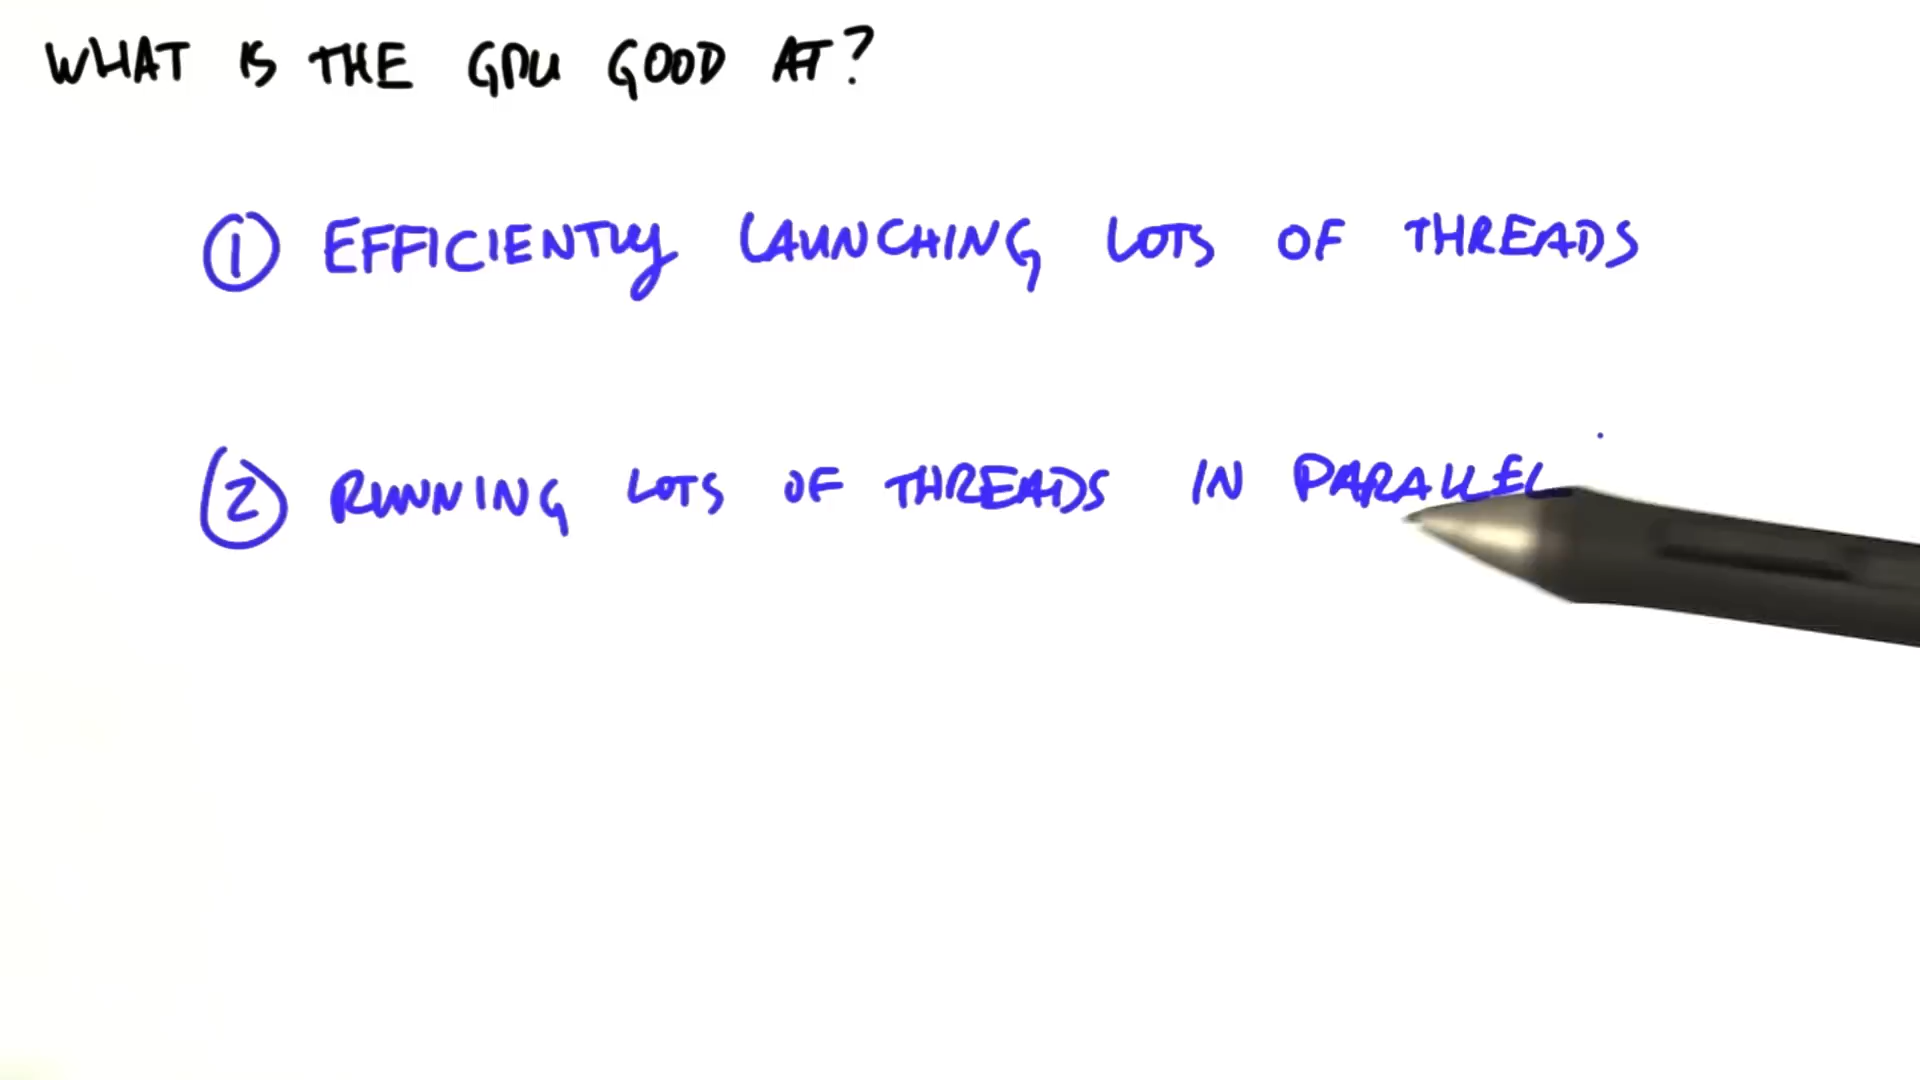 WHAT IS THE GPU GOOD AT?
① EFFICIENTLY LAUNCHING LOTS OF THREADS
② RUNNING LOTS OF THREADS IN PARALLEL